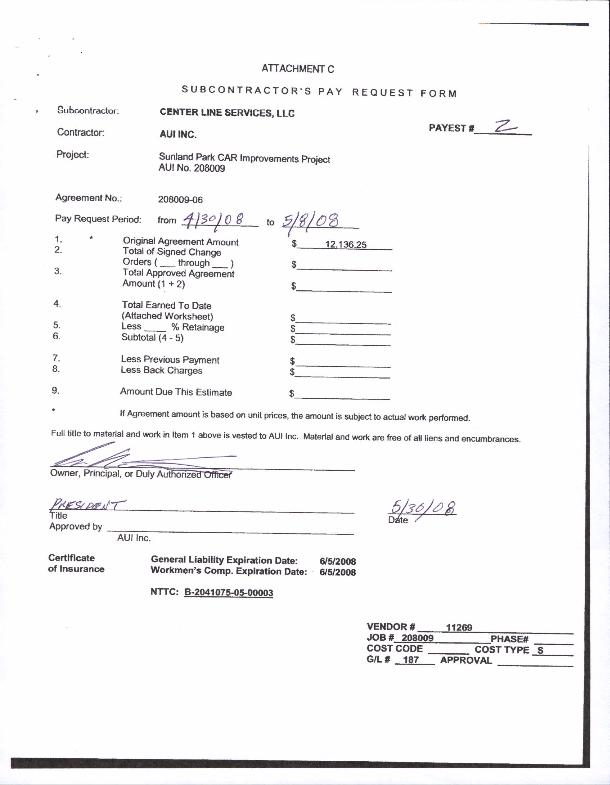 ATTACHMENT C
SUBCONTRACTOR'S PAY REQUEST FORM
Subcontractor: CENTER LINE SERVICES, LLC
PAYEST # 2
Contractor: AUI INC.
Project: Sunland Park CAR Improvements Project
AUI No. 208009
Agreement No.: 208009-06
Pay Request Period: from 4/30/08 to 5/8/08
1. * Original Agreement Amount $ 12,136.25
2. Total of Signed Change
Orders ( ___ through ___ ) $
3. Total Approved Agreement
Amount (1 + 2) $
4. Total Earned To Date
(Attached Worksheet) $
5. Less ____ % Retainage $
6. Subtotal (4 - 5) $
7. Less Previous Payment $
8. Less Back Charges $
9. Amount Due This Estimate $
* If Agreement amount is based on unit prices, the amount is subject to actual work performed.
Full title to material and work in Item 1 above is vested to AUI Inc. Material and work are free of all liens and encumbrances.
Owner, Principal, or Duly Authorized Officer
PRESIDENT 5/30/08
Title Date
Approved by
AUI Inc.
Certificate General Liability Expiration Date: 6/5/2008
of Insurance Workmen's Comp. Expiration Date: 6/5/2008
NTTC: B-2041075-05-00003
VENDOR # 11269
JOB # 208009 PHASE#
COST CODE COST TYPE S
G/L # 187 APPROVAL